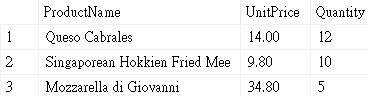 ProductName UnitPrice Quantity
1 Queso Cabrales 14.00 12
2 Singaporean Hokkien Fried Mee 9.80 10
3 Mozzarella di Giovanni 34.80 5